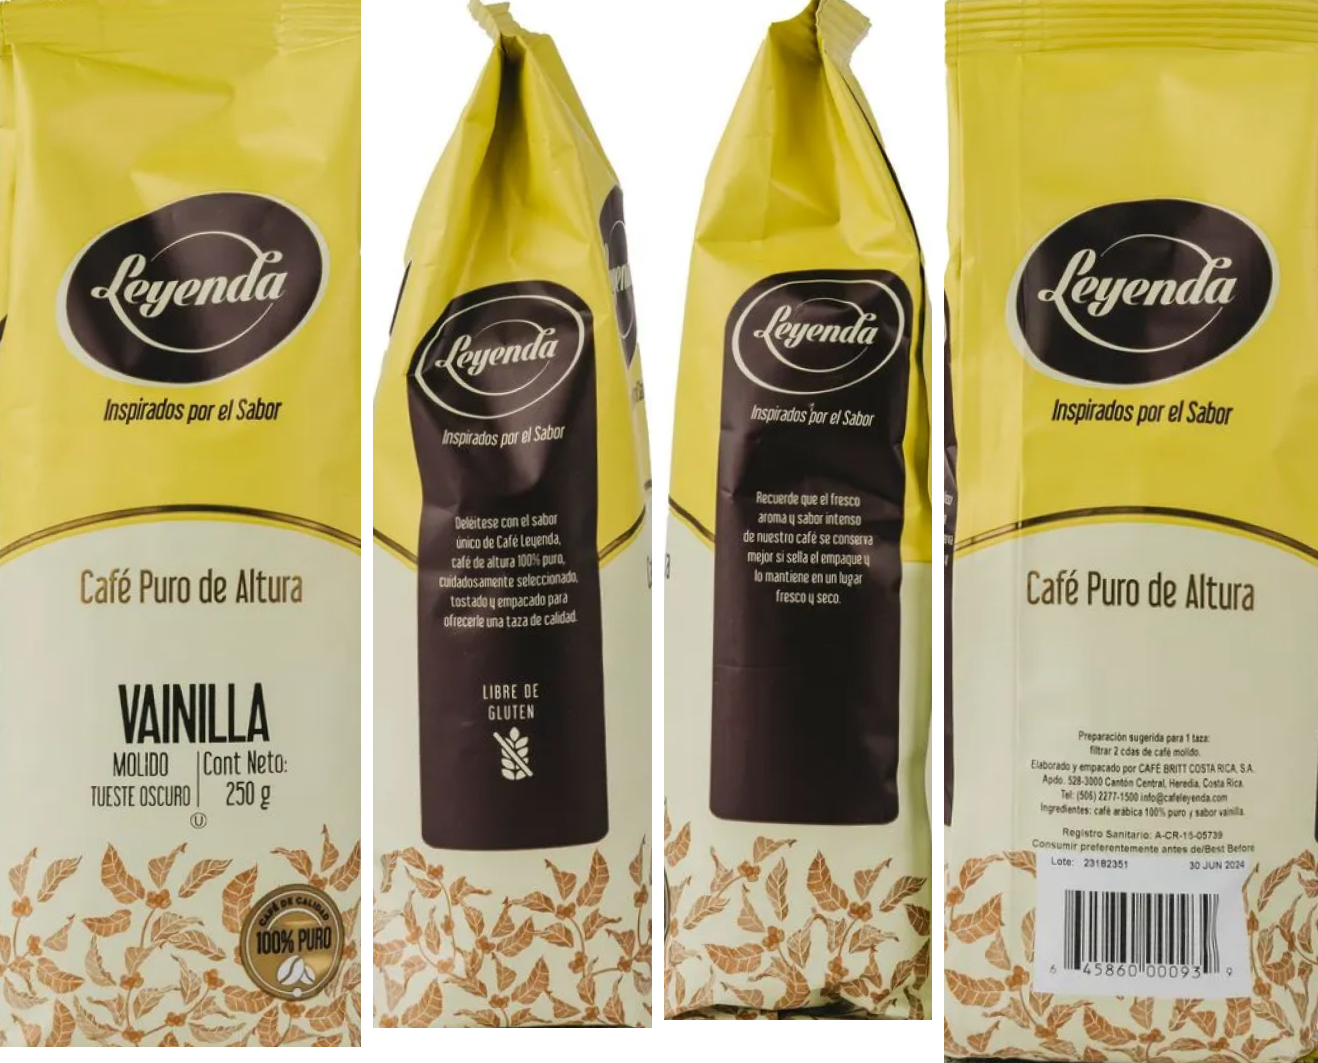 Leyenda
Inspirados por el Sabor
Café Puro de Altura
VAINILLA
MOLIDO
TUESTE OSCURO
Cont Neto:
250 g
U
CAFÉ DE CALIDAD
100% PURO
Leyenda
Inspirados por el Sabor
Deléitese con el sabor
único de Café Leyenda,
café de altura 100% puro,
cuidadosamente seleccionado,
tostado y empacado para
ofrecerle una taza de calidad.
LIBRE DE
GLUTEN
Leyenda
Inspirados por el Sabor
Recuerde que el fresco
aroma y sabor intenso
de nuestro café se conserva
mejor si sella el empaque y
lo mantiene en un lugar
fresco y seco.
Leyenda
Inspirados por el Sabor
Café Puro de Altura
Preparación sugerida para 1 taza:
filtrar 2 cdas de café molido.
Elaborado y empacado por CAFÉ BRITT COSTA RICA, S.A.
Apdo. 528-3000 Cantón Central, Heredia, Costa Rica.
Tel: (506) 2277-1500 info@cafeleyenda.com
Ingredientes: café arábica 100% puro y sabor vainilla.
Registro Sanitario: A-CR-15-05739
Consumir preferentemente antes de/Best Before
Lote: 23182351 30 JUN 2024
6 45860 00093 9